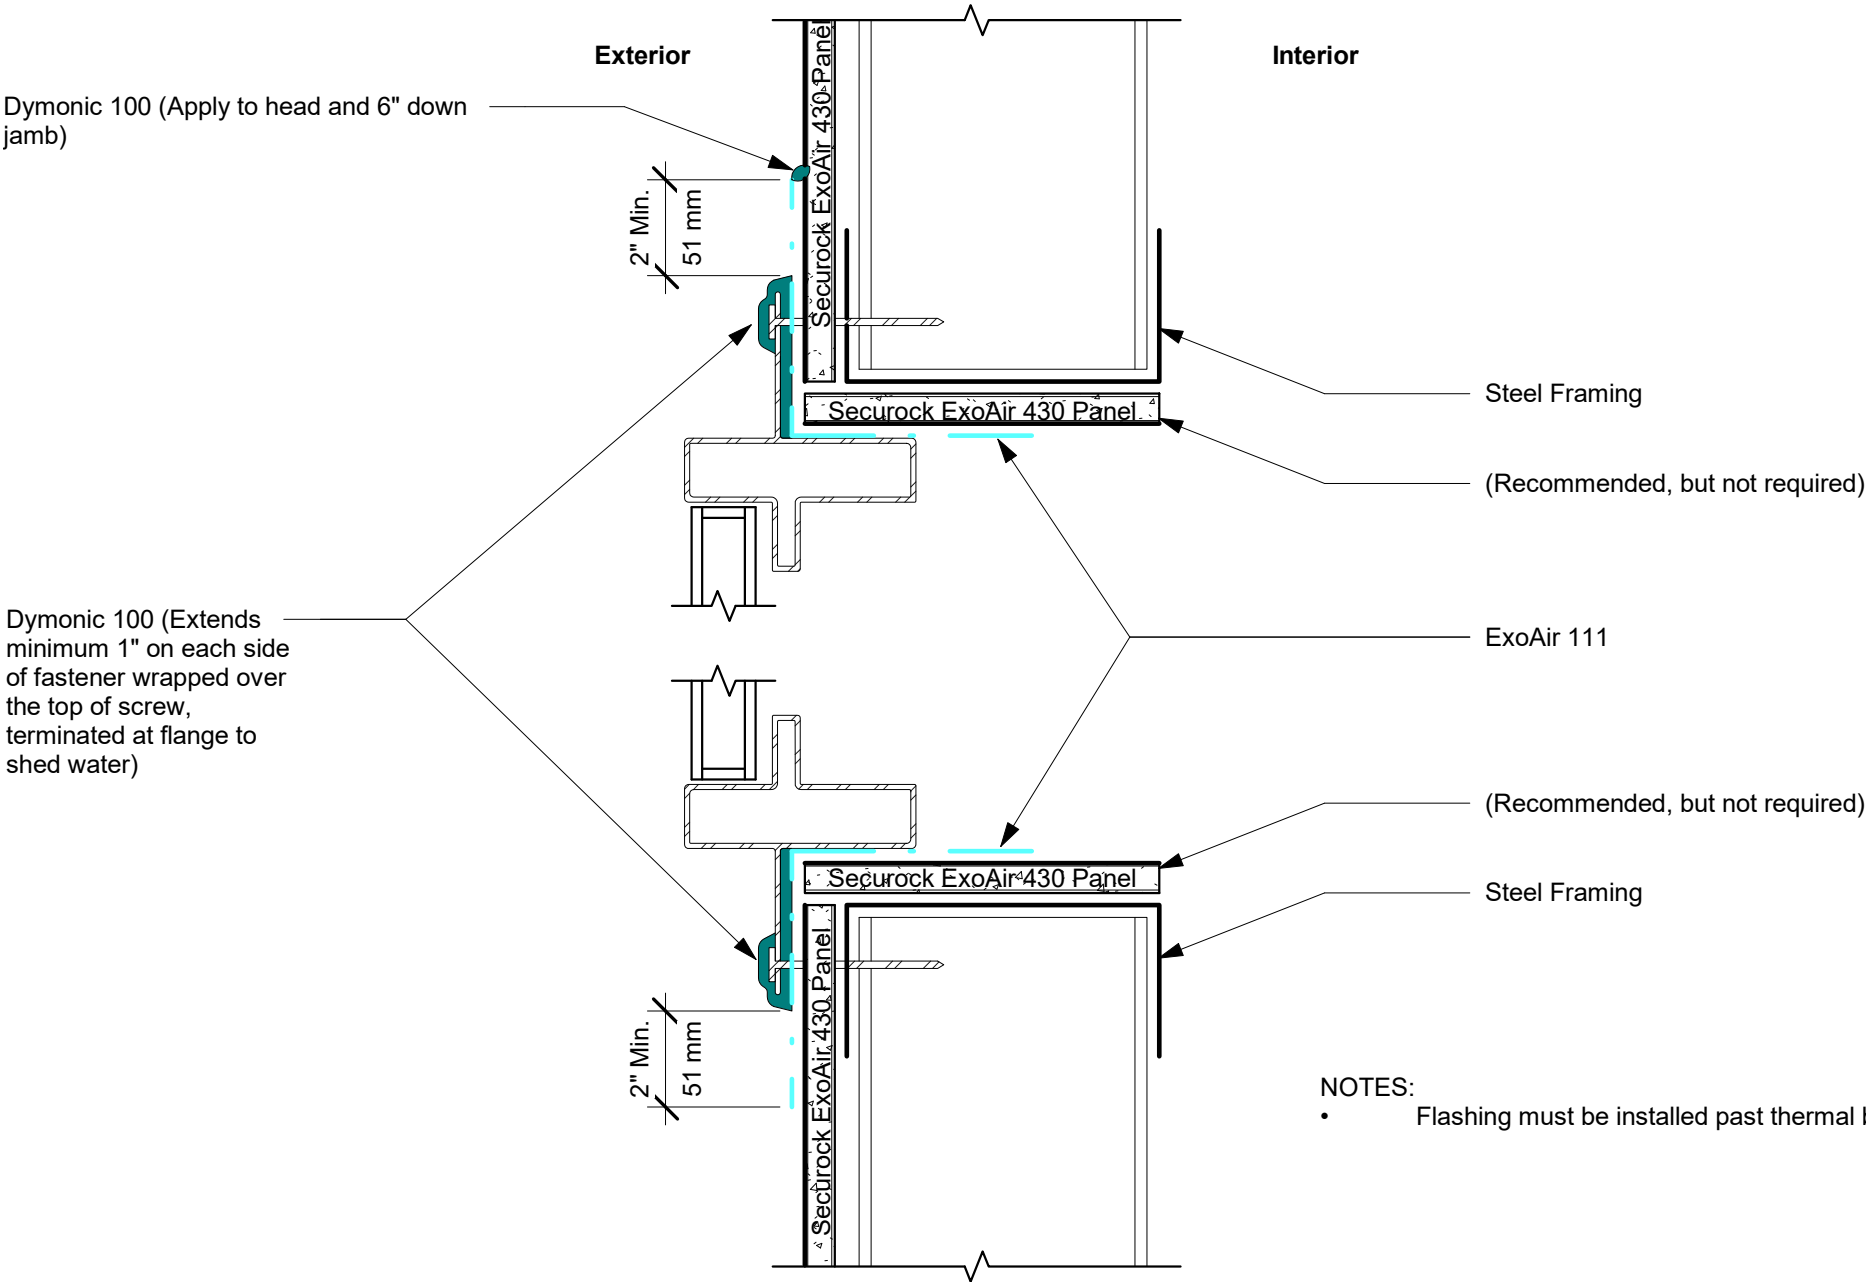 Exterior
Interior
Dymonic 100 (Apply to head and 6" down
jamb)
Securock ExoAir 430 Panel
2" Min.
51 mm
Securock ExoAir 430 Panel
Steel Framing
(Recommended, but not required)
Dymonic 100 (Extends
minimum 1" on each side
of fastener wrapped over
the top of screw,
terminated at flange to
shed water)
ExoAir 111
(Recommended, but not required)
Securock ExoAir 430 Panel
Steel Framing
Securock ExoAir 430 Panel
2" Min.
51 mm
NOTES:
• Flashing must be installed past thermal